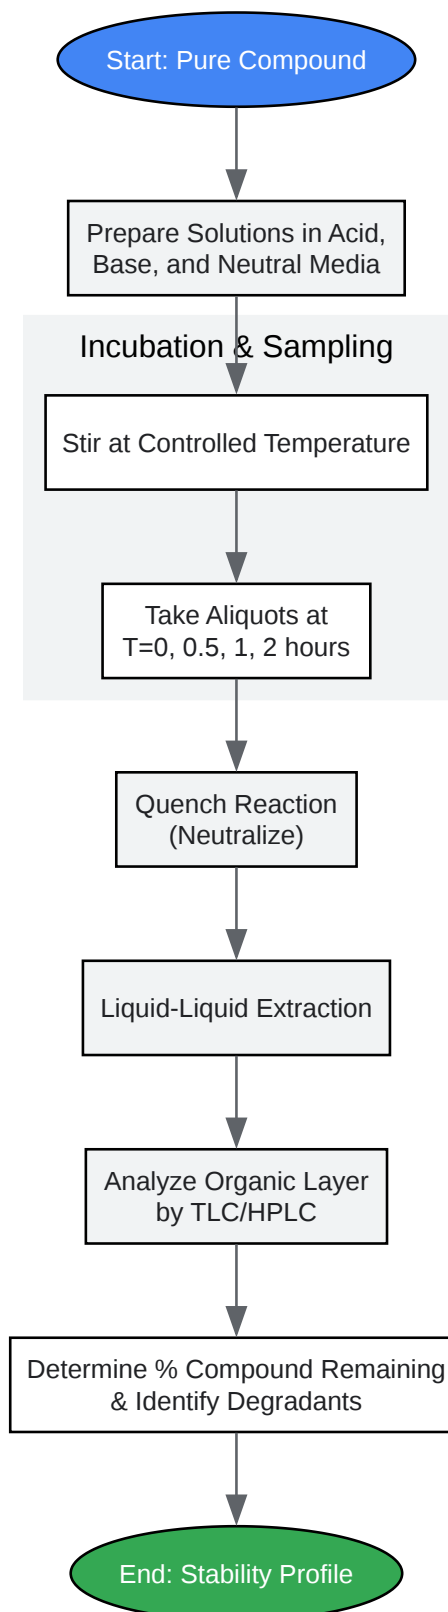 Start: Pure Compound
Prepare Solutions in Acid,
Base, and Neutral Media
Incubation & Sampling
Stir at Controlled Temperature
Take Aliquots at
T=0, 0.5, 1, 2 hours
Quench Reaction
(Neutralize)
Liquid-Liquid Extraction
Analyze Organic Layer
by TLC/HPLC
Determine % Compound Remaining
& Identify Degradants
End: Stability Profile